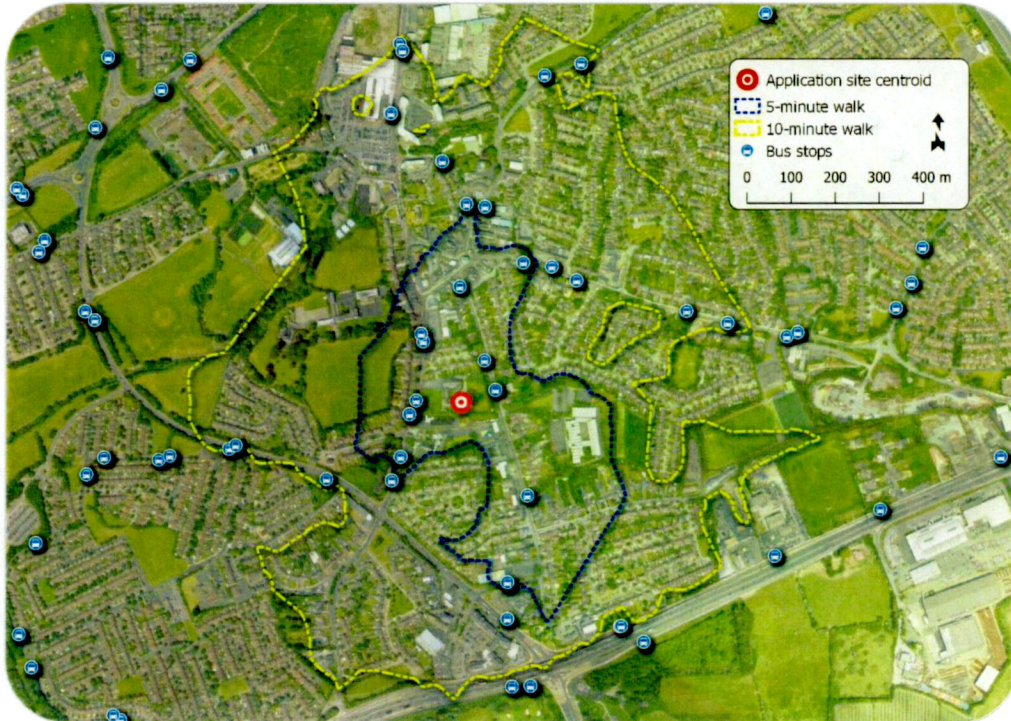 Application site centroid
5-minute walk
10-minute walk
Bus stops
0 100 200 300 400 m